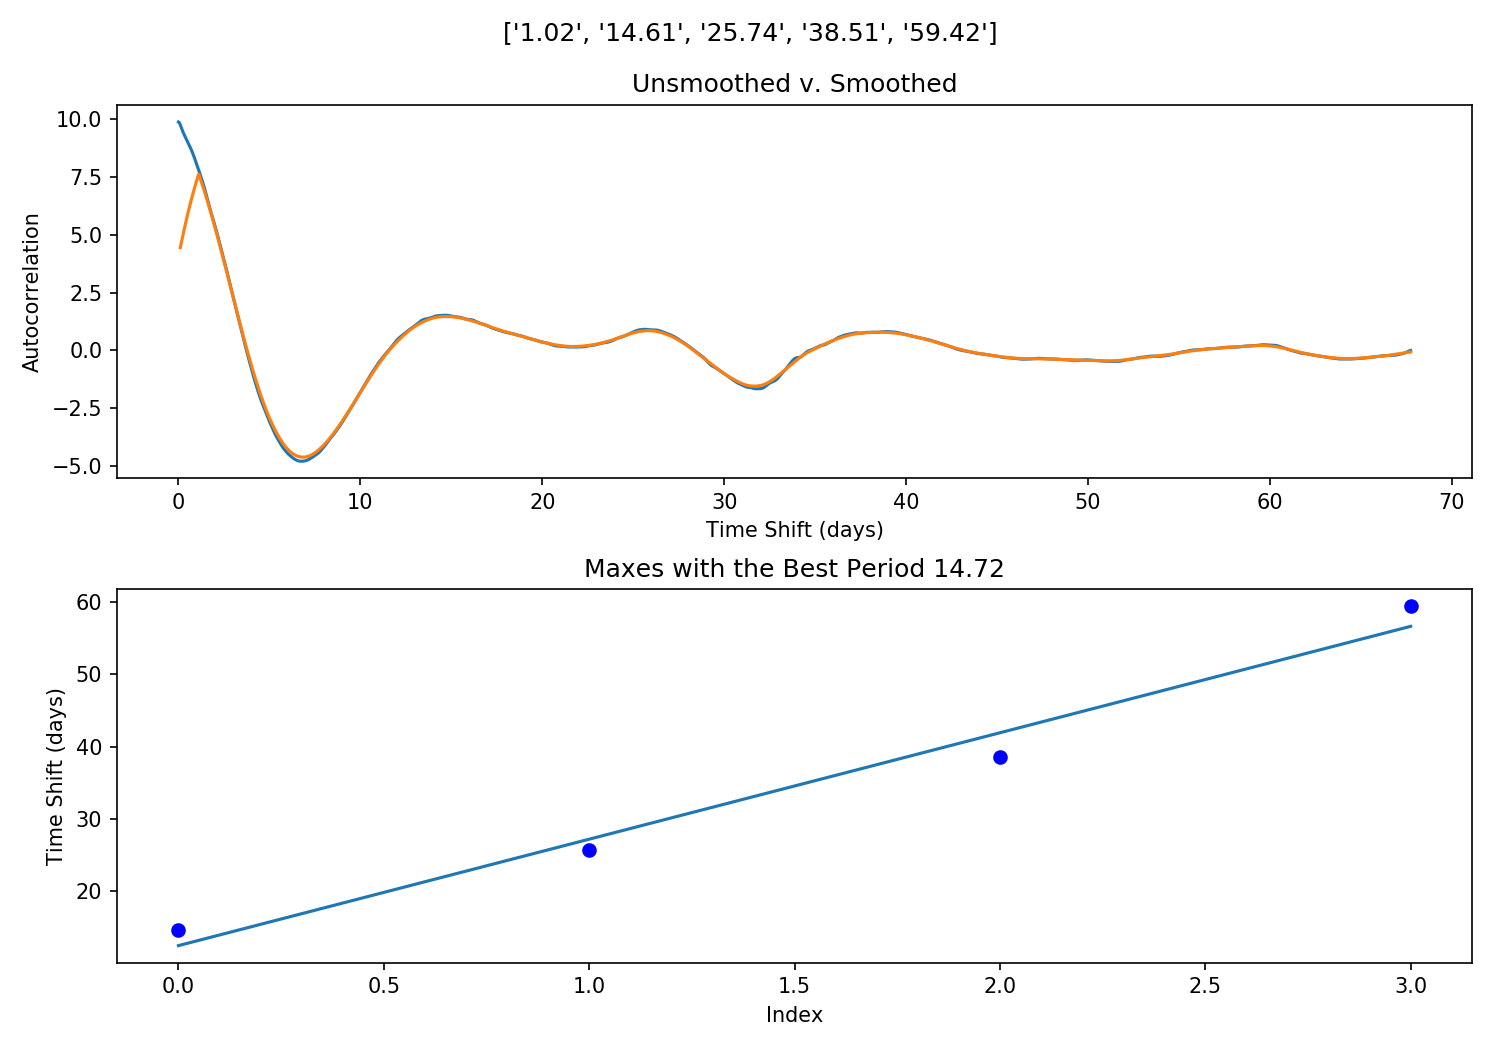 ['1.02', '14.61', '25.74', '38.51', '59.42']
Unsmoothed v. Smoothed
10.0
7.5
5.0
2.5
0.0
−2.5
−5.0
Autocorrelation
0 10 20 30 40 50 60 70
Time Shift (days)
Maxes with the Best Period 14.72
60
50
40
30
20
Time Shift (days)
0.0 0.5 1.0 1.5 2.0 2.5 3.0
Index